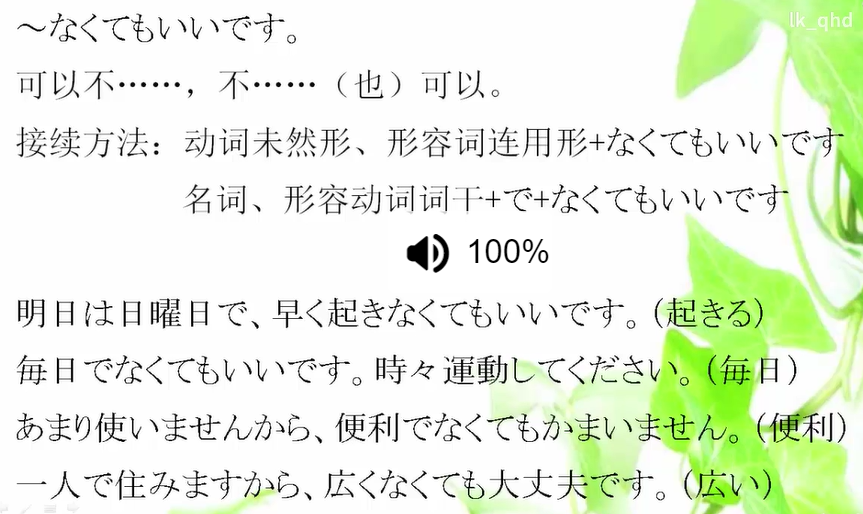 lk_qhd
～なくてもいいです。
可以不……，不……（也）可以。
接续方法：动词未然形、形容词连用形+なくてもいいです
名词、形容动词词干+で+なくてもいいです
100%
明日は日曜日で、早く起きなくてもいいです。（起きる）
毎日でなくてもいいです。時々運動してください。（毎日）
あまり使いませんから、便利でなくてもかまいません。（便利）
一人で住みますから、広くなくても大丈夫です。（広い）